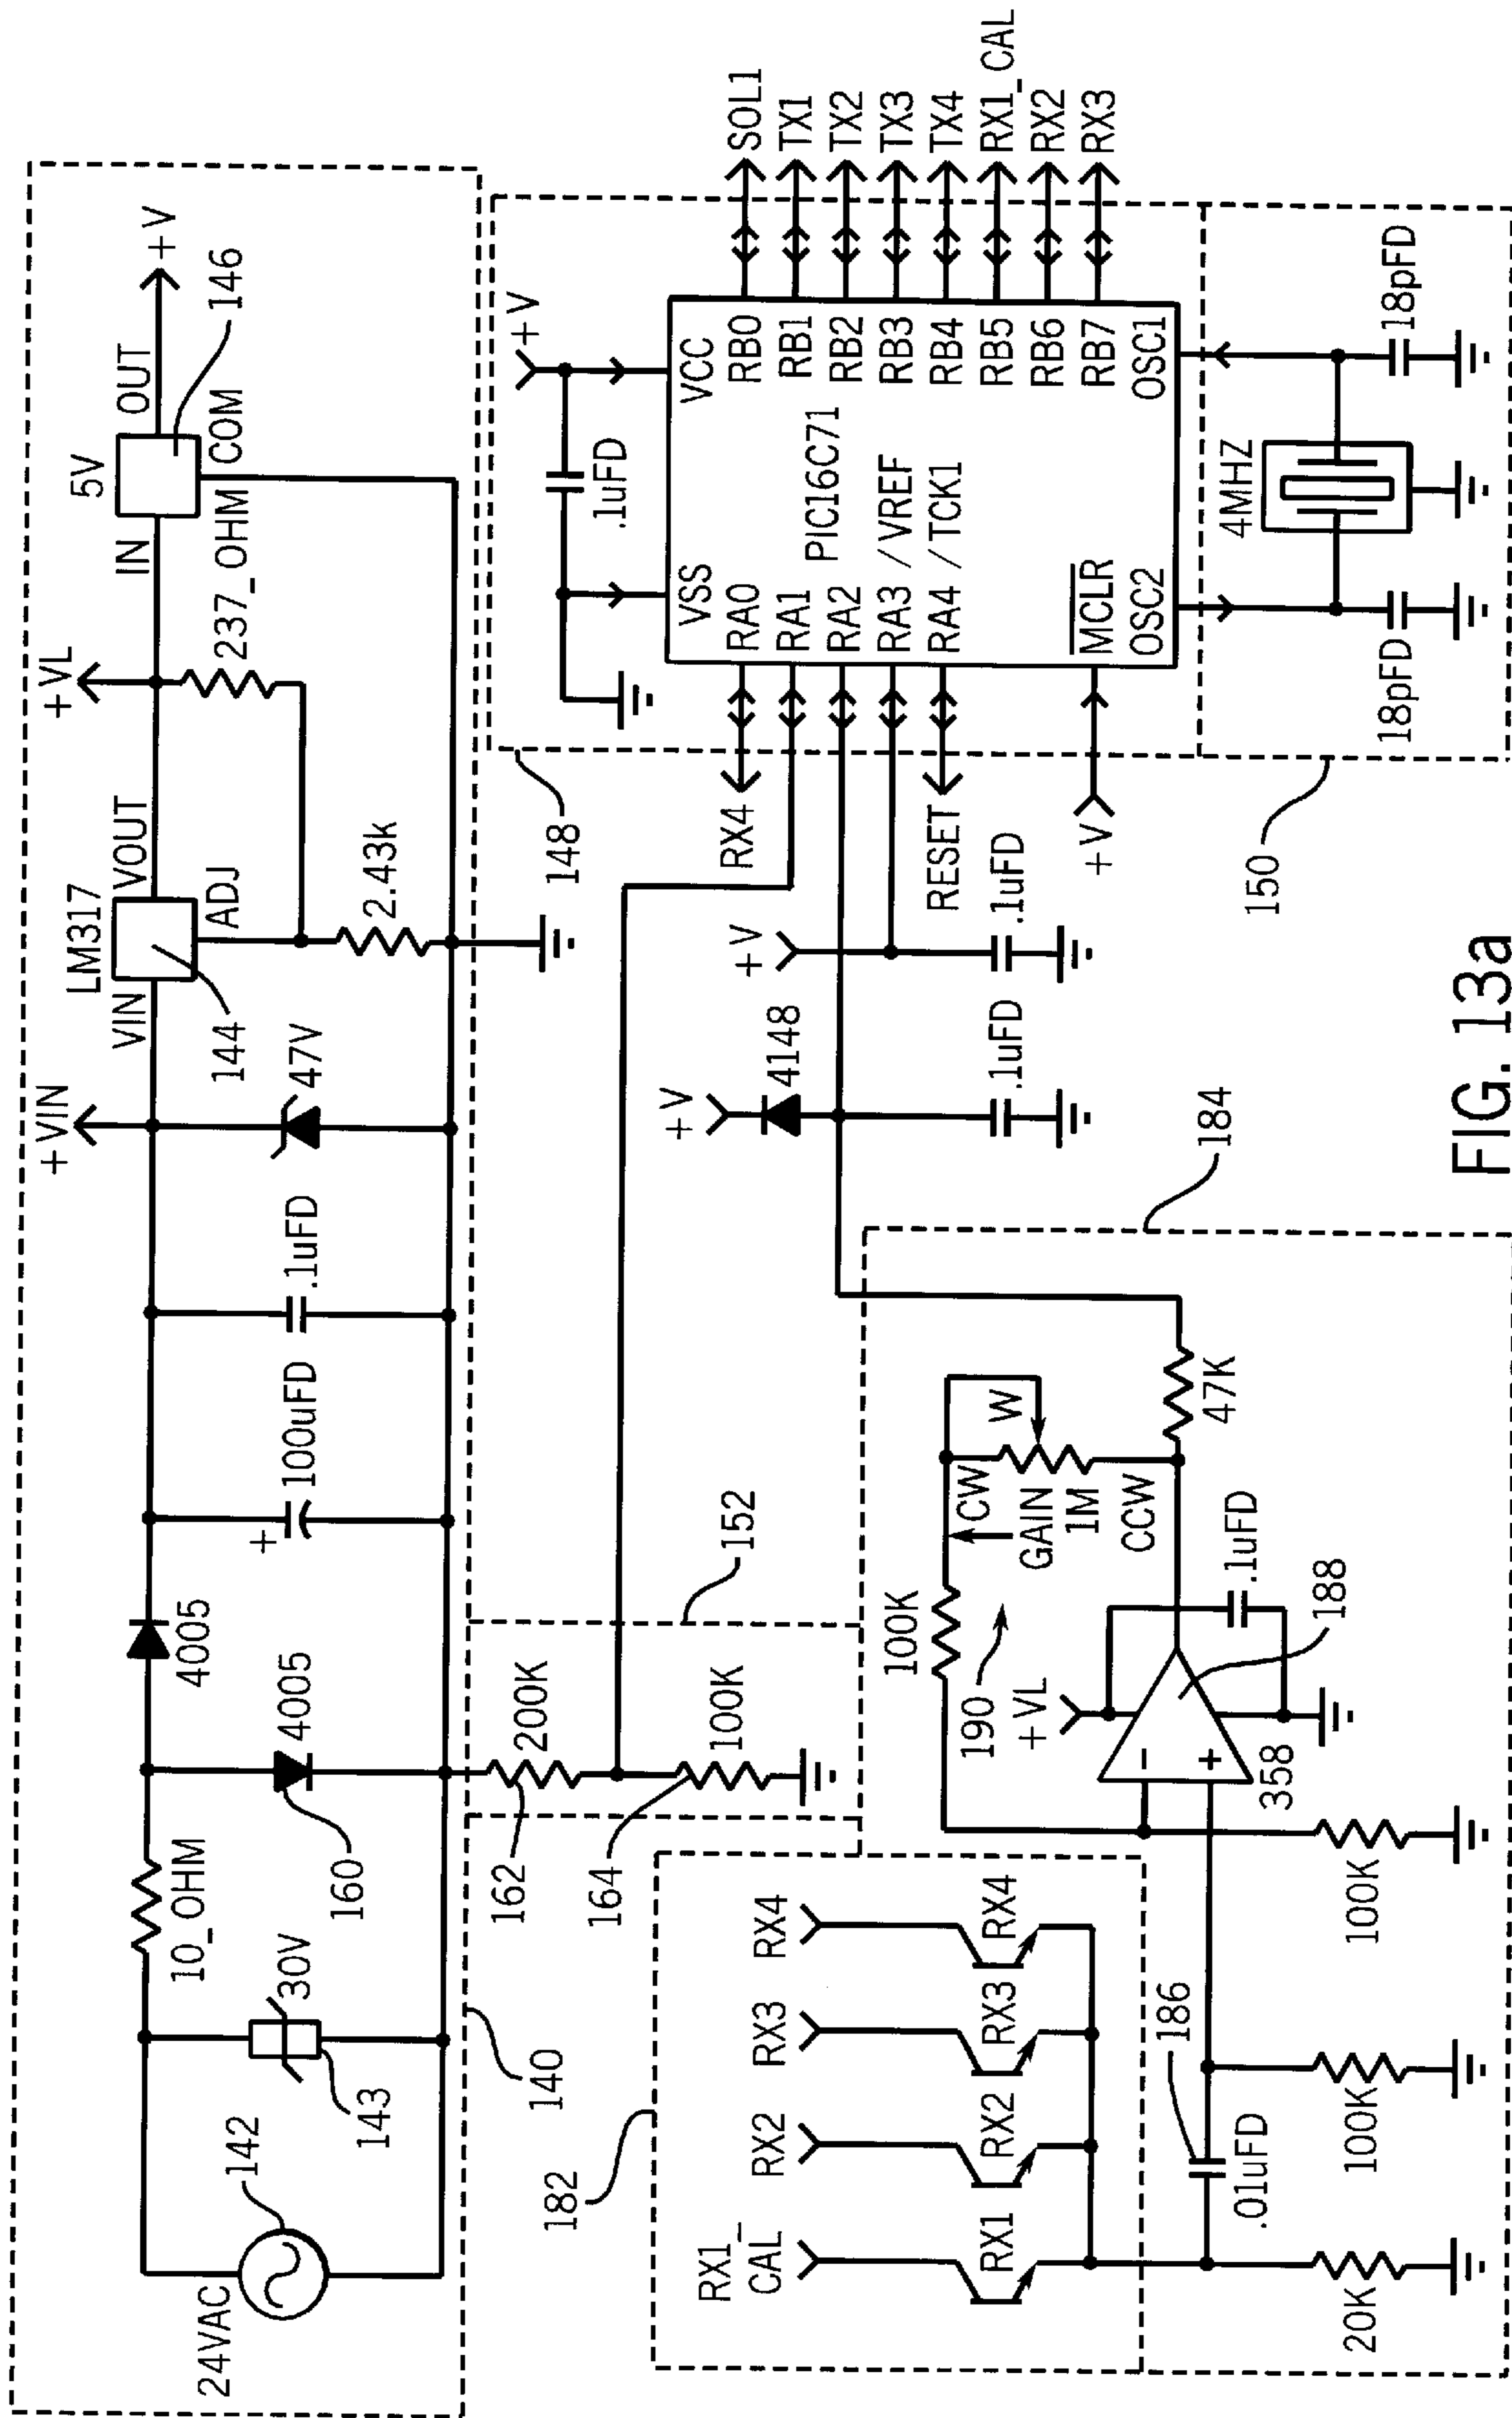 24VAC
142
143
30V
10_OHM
160
4005
4005
+
100uFD
.1uFD
+VIN
47V
144
VIN
LM317
VOUT
ADJ
2.43k
+VL
237_OHM
IN
5V
OUT
COM
146
+V
140
162
200K
164
100K
152
148
+V
.1uFD
VSS
VCC
RA0
RA1
RA2
RA3 /VREF
RA4 /TCK1
MCLR
OSC2
PIC16C71
RB0
RB1
RB2
RB3
RB4
RB5
RB6
RB7
OSC1
SOL1
TX1
TX2
TX3
TX4
RX1_CAL
RX2
RX3
RX4
RESET
+V
+V
4148
.1uFD
+V
.1uFD
4MHZ
18pFD
18pFD
150
182
RX1_
CAL
RX2
RX3
RX4
RX1
RX2
RX3
RX4
186
.01uFD
20K
100K
100K
358
−
+
+VL
188
.1uFD
190
100K
CW
W
GAIN
1M
CCW
47K
184
FIG. 13a